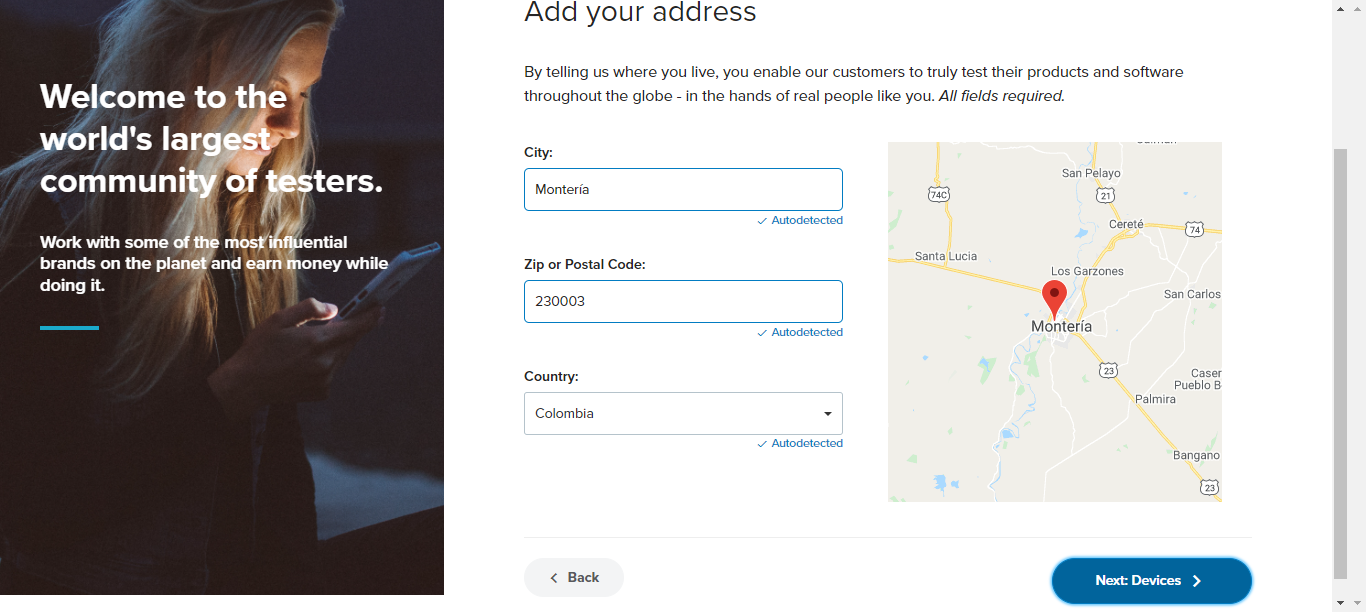 Welcome to the
world's largest
community of testers.
Work with some of the most influential
brands on the planet and earn money while
doing it.
Add your address
By telling us where you live, you enable our customers to truly test their products and software
throughout the globe - in the hands of real people like you. All fields required.
City:
Montería
Autodetected
Zip or Postal Code:
230003
Autodetected
Country:
Colombia
Autodetected
San Pelayo
74C
21
Cereté
74
Santa Lucia
Los Garzones
San Carlos
Montería
23
Caser
Pueblo B
Palmira
Bangano
23
Back
Next: Devices